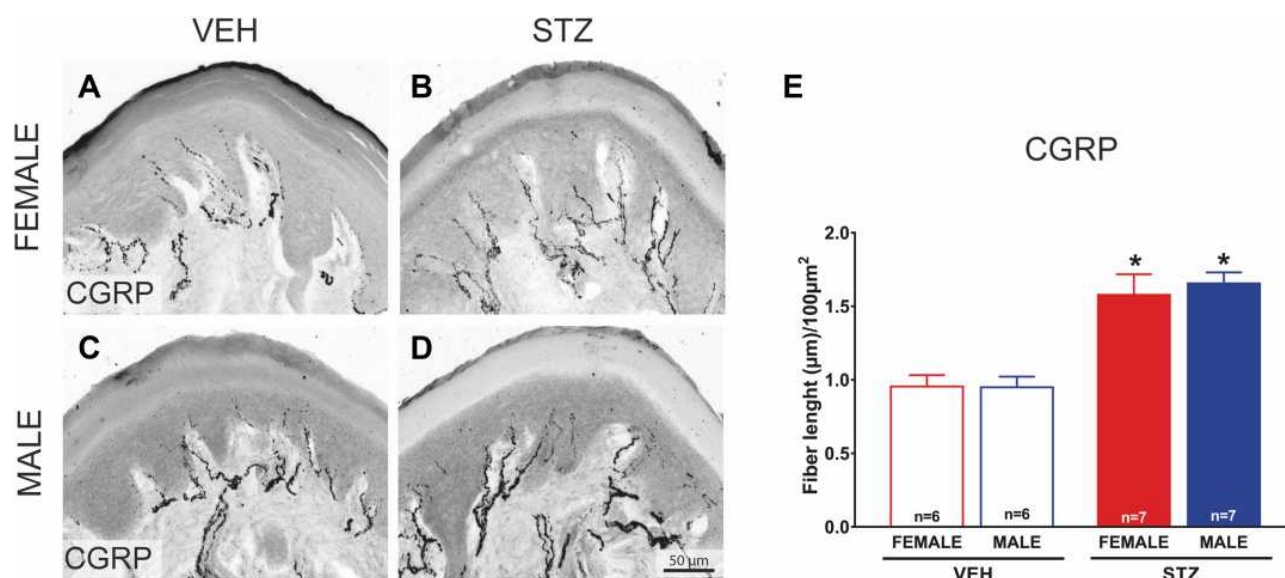 VEH
STZ
FEMALE
MALE
A
CGRP
B
C
CGRP
D
50 µm
E
CGRP
Fiber lenght (µm)/100µm²
2.0
1.5
1.0
0.5
0.0
* *
n=6 n=6 n=7 n=7
FEMALE MALE FEMALE MALE
VEH STZ